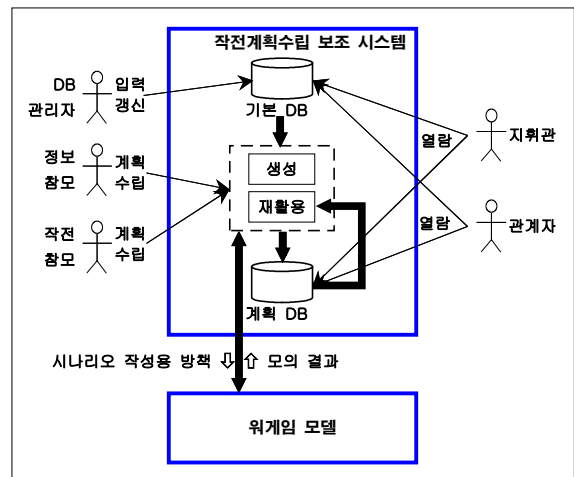 작전계획수립 보조 시스템
DB
관리자
입력
갱신
기본 DB
정보
참모
계획
수립
생성
재활용
작전
참모
계획
수립
계획 DB
열람
지휘관
열람
관계자
시나리오 작성용 방책 ⇩ ⇧ 모의 결과
워게임 모델